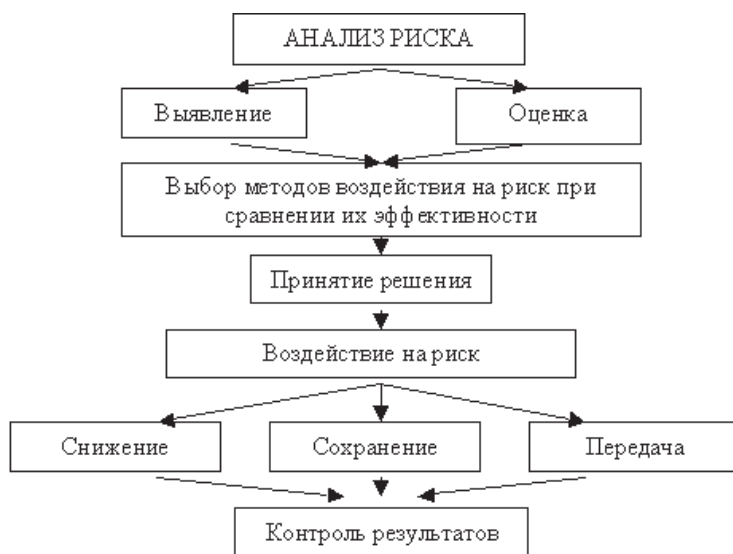 АНАЛИЗ РИСКА
Выявление
Оценка
Выбор методов воздействия на риск при
сравнении их эффективности
Принятие решения
Воздействие на риск
Снижение
Сохранение
Передача
Контроль результатов